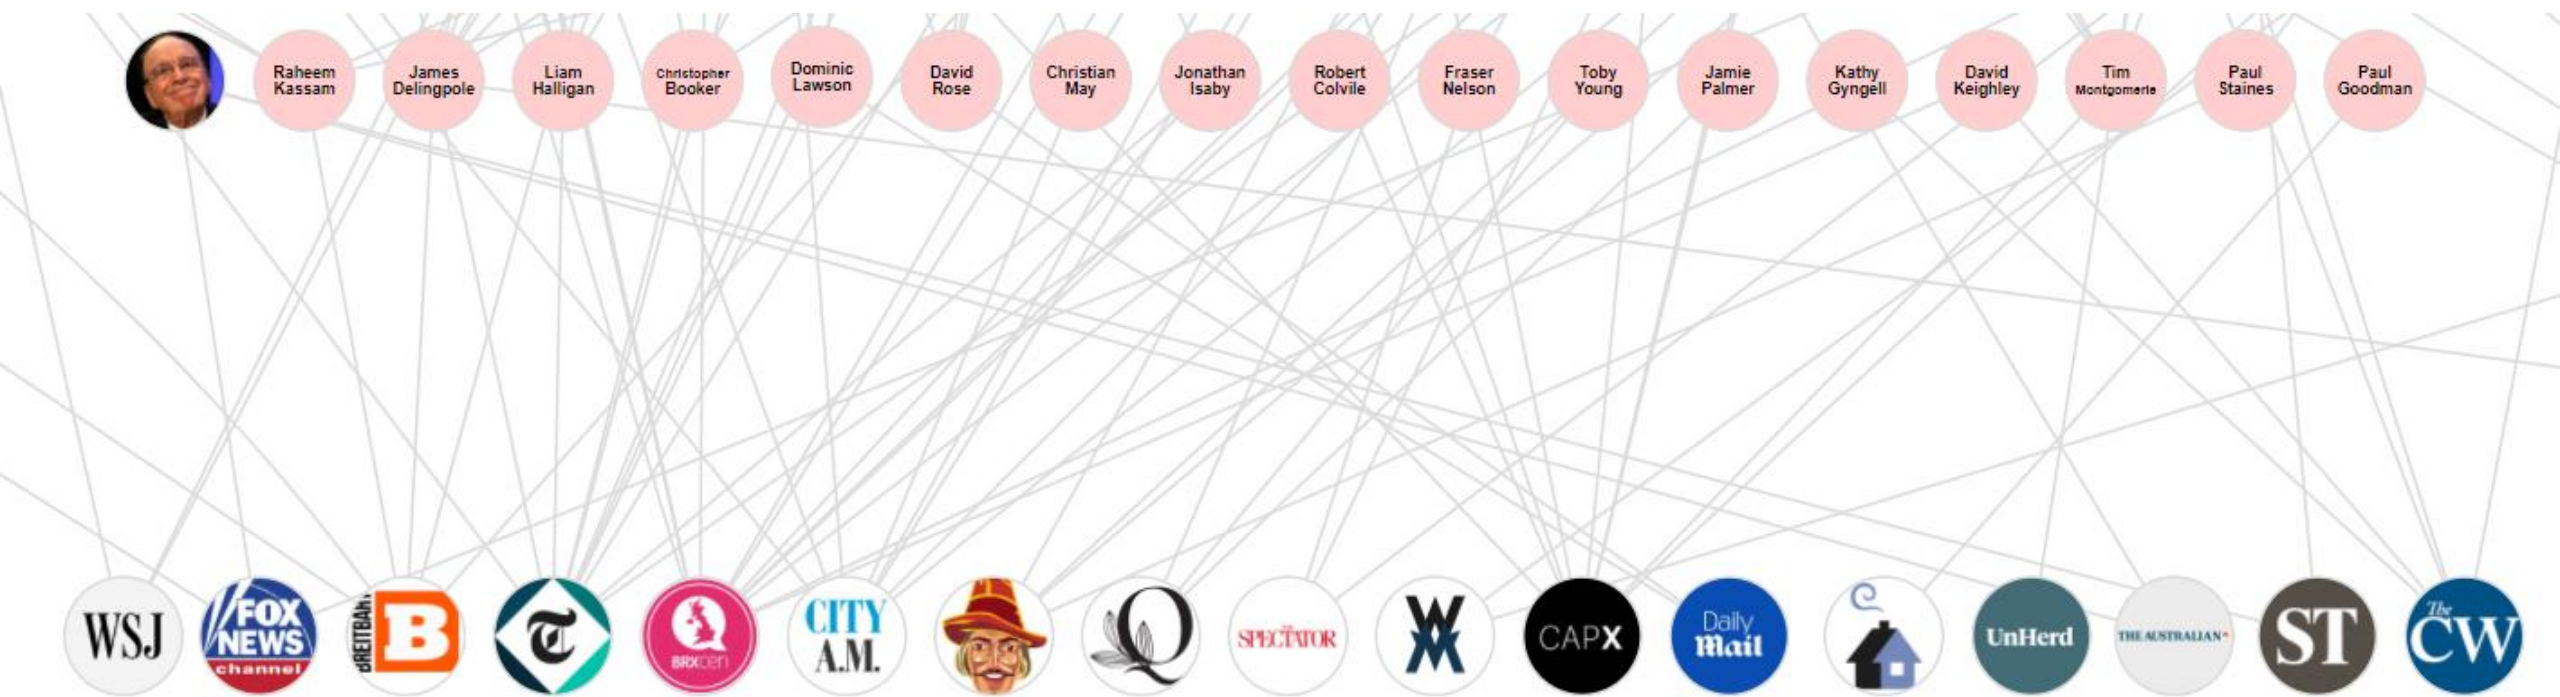 Raheem
Kassam
James
Delingpole
Liam
Halligan
Christopher
Booker
Dominic
Lawson
David
Rose
Christian
May
Jonathan
Isaby
Robert
Colvile
Fraser
Nelson
Toby
Young
Jamie
Palmer
Kathy
Gyngell
David
Keighley
Tim
Montgomerie
Paul
Staines
Paul
Goodman
WSJ
FOX
NEWS
channel
BREITBART
B
T
BRXcen
CITY
A.M.
Q
THE
SPECTATOR
W
CAPX
Daily
Mail
UnHerd
THE AUSTRALIAN
ST
The
CW